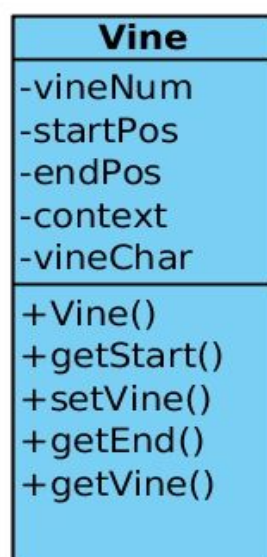 Vine
-vineNum
-startPos
-endPos
-context
-vineChar
+Vine()
+getStart()
+setVine()
+getEnd()
+getVine()